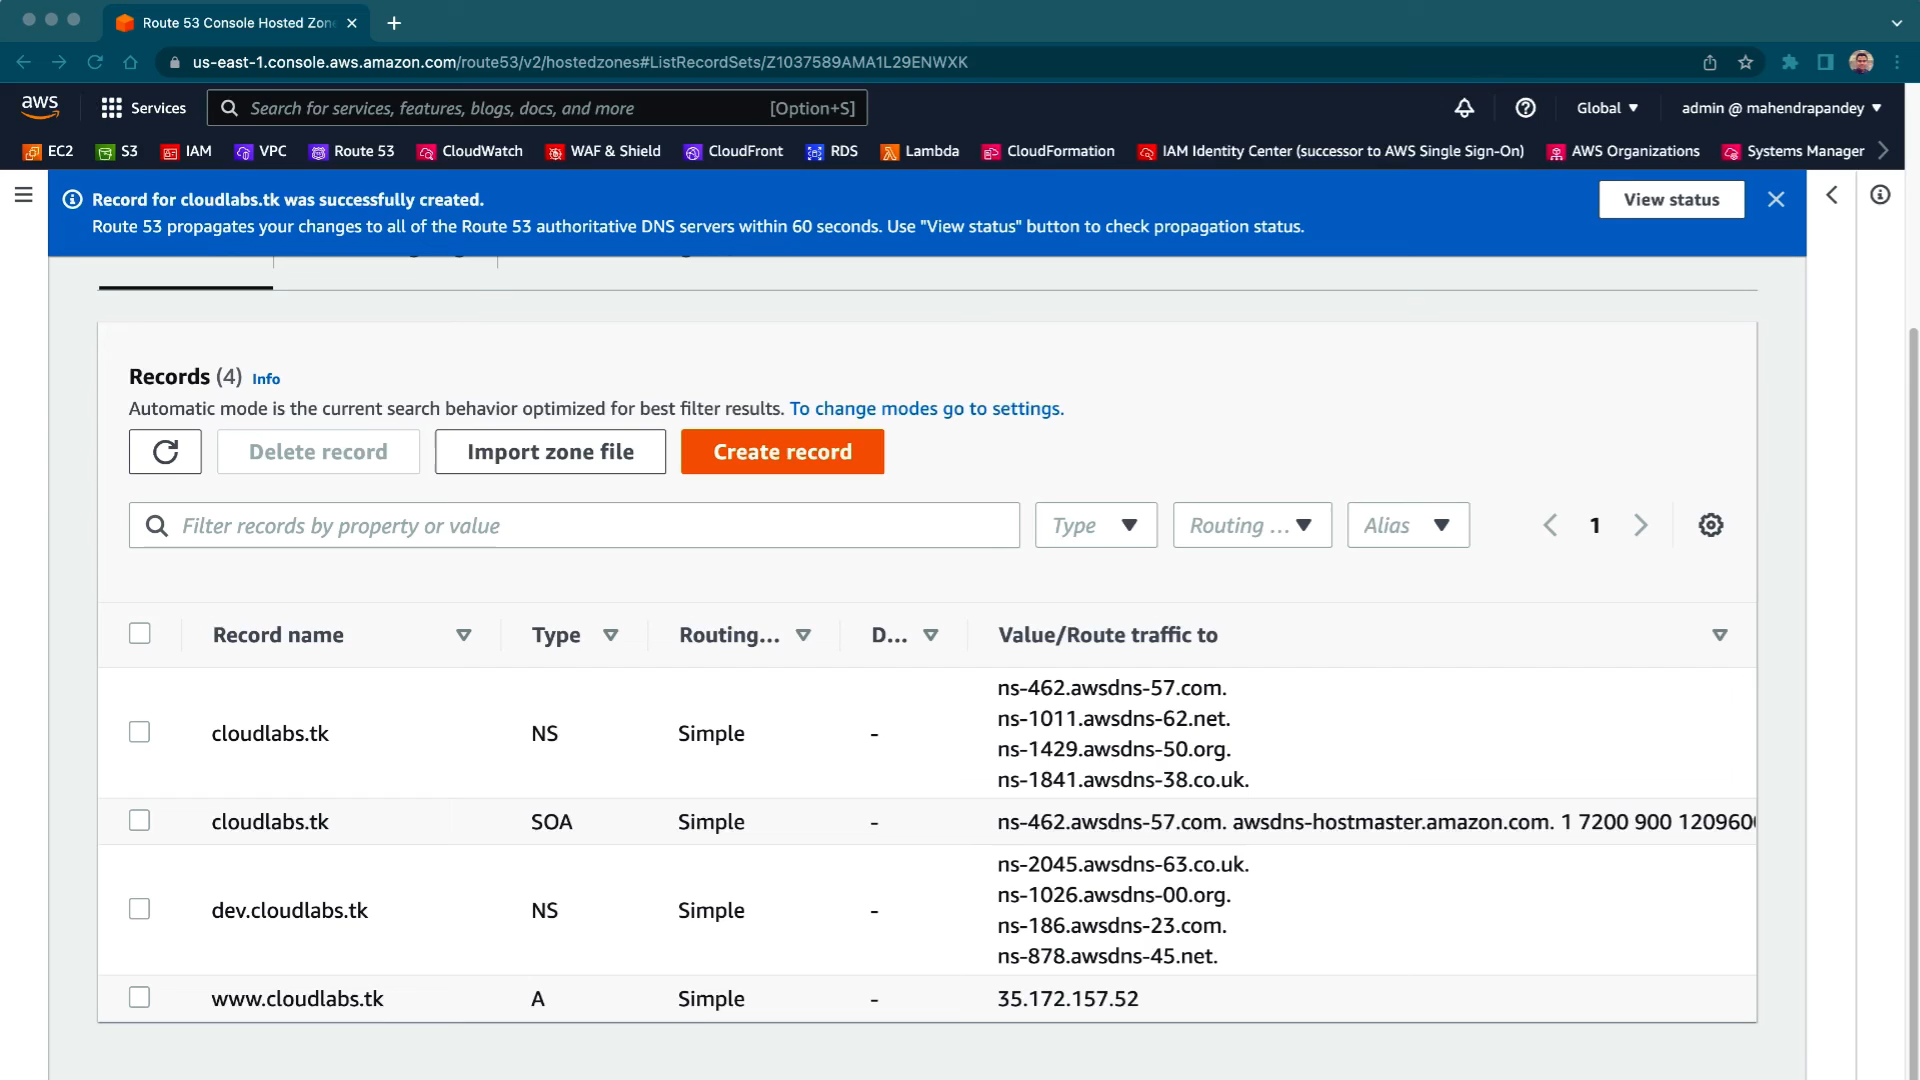 Route 53 Console Hosted Zone
us-east-1.console.aws.amazon.com/route53/v2/hostedzones#ListRecordSets/Z1037589AMA1L29ENWXK
aws
Services
Search for services, features, blogs, docs, and more
[Option+S]
Global
admin @ mahendrapandey
EC2
S3
IAM
VPC
Route 53
CloudWatch
WAF & Shield
CloudFront
RDS
Lambda
CloudFormation
IAM Identity Center (successor to AWS Single Sign-On)
AWS Organizations
Systems Manager
Record for cloudlabs.tk was successfully created.
Route 53 propagates your changes to all of the Route 53 authoritative DNS servers within 60 seconds. Use "View status" button to check propagation status.
View status
Records (4) Info
Automatic mode is the current search behavior optimized for best filter results. To change modes go to settings.
Delete record
Import zone file
Create record
Filter records by property or value
Type
Routing ...
Alias
1
Record name
Type
Routing...
D...
Value/Route traffic to
cloudlabs.tk
NS
Simple
-
ns-462.awsdns-57.com.
ns-1011.awsdns-62.net.
ns-1429.awsdns-50.org.
ns-1841.awsdns-38.co.uk.
cloudlabs.tk
SOA
Simple
-
ns-462.awsdns-57.com. awsdns-hostmaster.amazon.com. 1 7200 900 1209600
dev.cloudlabs.tk
NS
Simple
-
ns-2045.awsdns-63.co.uk.
ns-1026.awsdns-00.org.
ns-186.awsdns-23.com.
ns-878.awsdns-45.net.
www.cloudlabs.tk
A
Simple
-
35.172.157.52